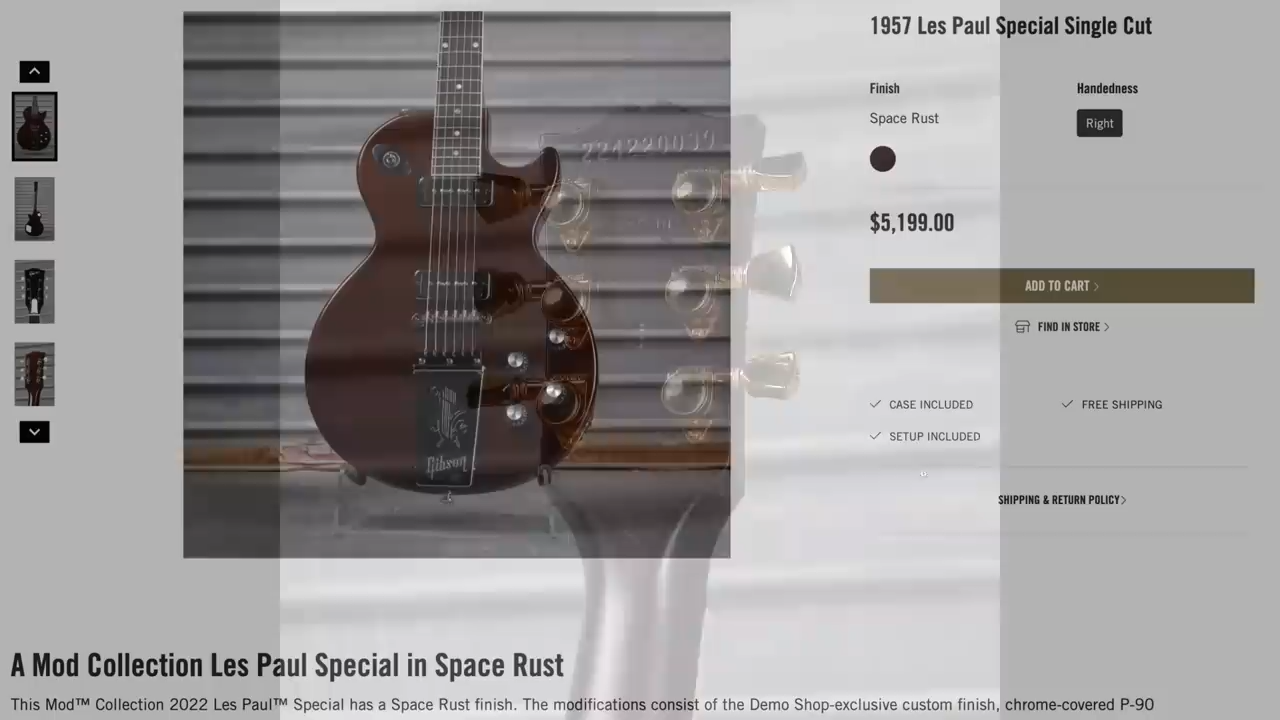 1957 Les Paul Special Single Cut
Finish
Handedness
Space Rust
Right
$5,199.00
ADD TO CART
FIND IN STORE
CASE INCLUDED
FREE SHIPPING
SETUP INCLUDED
SHIPPING & RETURN POLICY
Gibson
A Mod Collection Les Paul Special in Space Rust
This Mod™ Collection 2022 Les Paul™ Special has a Space Rust finish. The modifications consist of the Demo Shop-exclusive custom finish, chrome-covered P-90